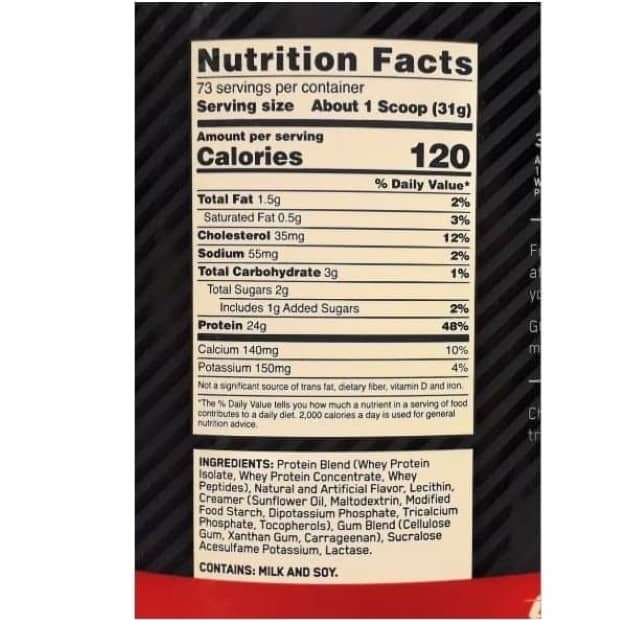 Nutrition Facts
73 servings per container
Serving size About 1 Scoop (31g)
Amount per serving
Calories 120
% Daily Value*
Total Fat 1.5g 2%
Saturated Fat 0.5g 3%
Cholesterol 35mg 12%
Sodium 55mg 2%
Total Carbohydrate 3g 1%
Total Sugars 2g
Includes 1g Added Sugars 2%
Protein 24g 48%
Calcium 140mg 10%
Potassium 150mg 4%
Not a significant source of trans fat, dietary fiber, vitamin D and iron.
*The % Daily Value tells you how much a nutrient in a serving of food
contributes to a daily diet. 2,000 calories a day is used for general
nutrition advice.
INGREDIENTS: Protein Blend (Whey Protein
Isolate, Whey Protein Concentrate, Whey
Peptides), Natural and Artificial Flavor, Lecithin,
Creamer (Sunflower Oil, Maltodextrin, Modified
Food Starch, Dipotassium Phosphate, Tricalcium
Phosphate, Tocopherols), Gum Blend (Cellulose
Gum, Xanthan Gum, Carrageenan), Sucralose
Acesulfame Potassium, Lactase.
CONTAINS: MILK AND SOY.